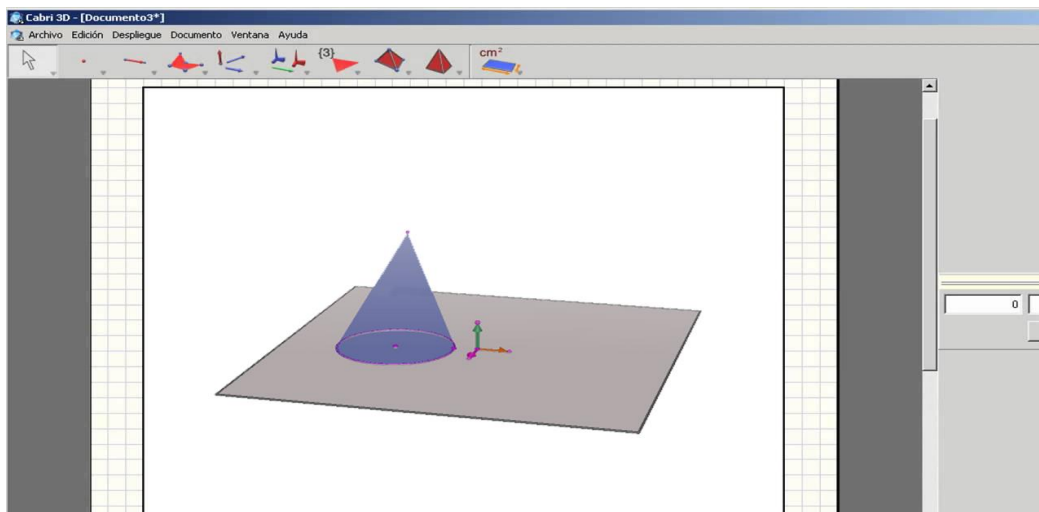 Cabri 3D - [Documento3*]
Archivo Edición Despliegue Documento Ventana Ayuda
{3}
cm²
0